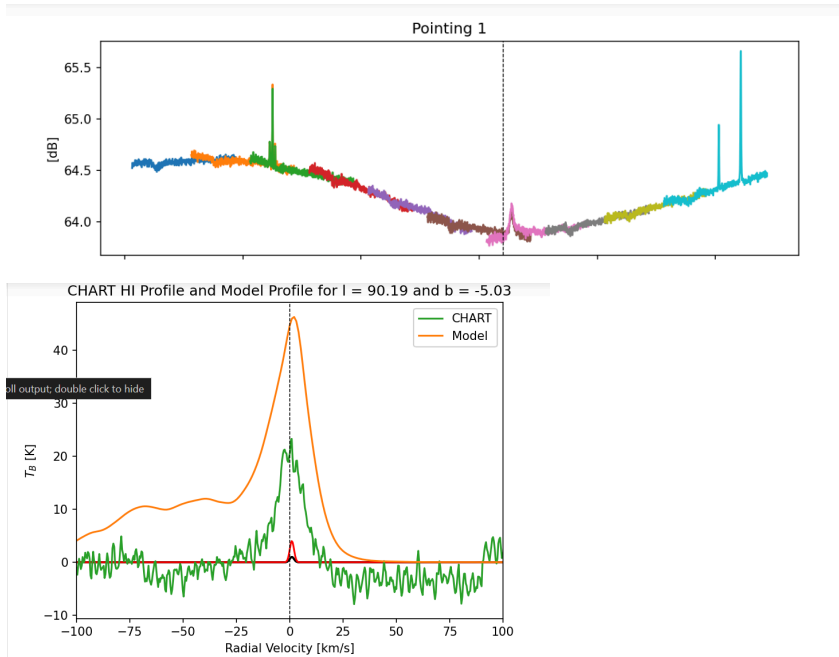 Pointing 1
[dB]
65.5
65.0
64.5
64.0
CHART HI Profile and Model Profile for l = 90.19 and b = -5.03
CHART
Model
oll output; double click to hide
T_B [K]
40
30
20
10
0
−10
−100
−75
−50
−25
0
25
50
75
100
Radial Velocity [km/s]